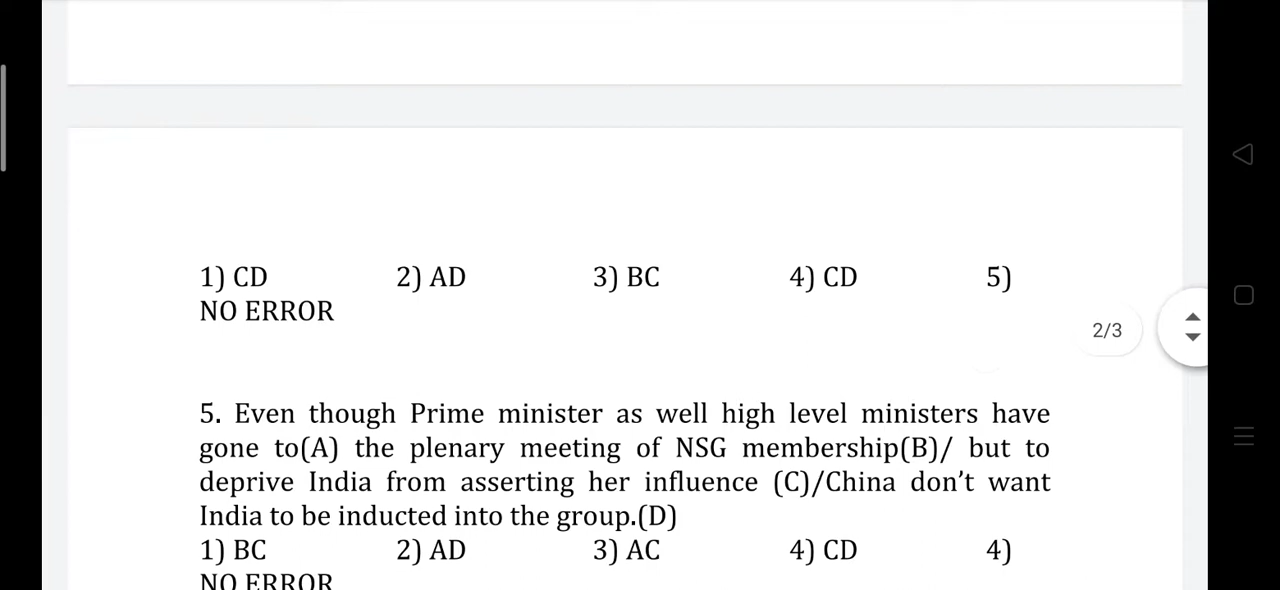 1) CD 2) AD 3) BC 4) CD 5)
NO ERROR
2/3
5. Even though Prime minister as well high level ministers have
gone to(A) the plenary meeting of NSG membership(B)/ but to
deprive India from asserting her influence (C)/China don’t want
India to be inducted into the group.(D)
1) BC 2) AD 3) AC 4) CD 4)
NO ERROR